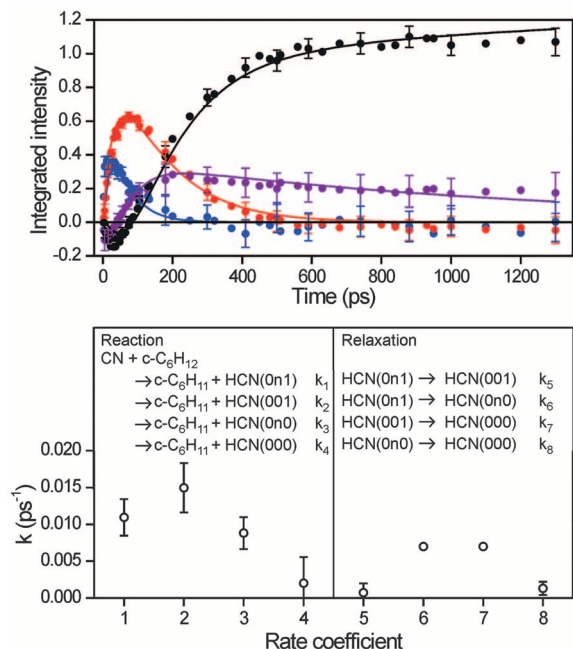 1.2
1.0
0.8
0.6
0.4
0.2
0.0
-0.2
Integrated intensity
0 200 400 600 800 1000 1200
Time (ps)
Reaction
CN + c-C₆H₁₂
→c-C₆H₁₁ + HCN(0n1) k₁
→c-C₆H₁₁ + HCN(001) k₂
→c-C₆H₁₁ + HCN(0n0) k₃
→c-C₆H₁₁ + HCN(000) k₄
Relaxation
HCN(0n1) → HCN(001) k₅
HCN(0n1) → HCN(0n0) k₆
HCN(001) → HCN(000) k₇
HCN(0n0) → HCN(000) k₈
0.020
0.015
0.010
0.005
0.000
k (ps⁻¹)
1 2 3 4 5 6 7 8
Rate coefficient